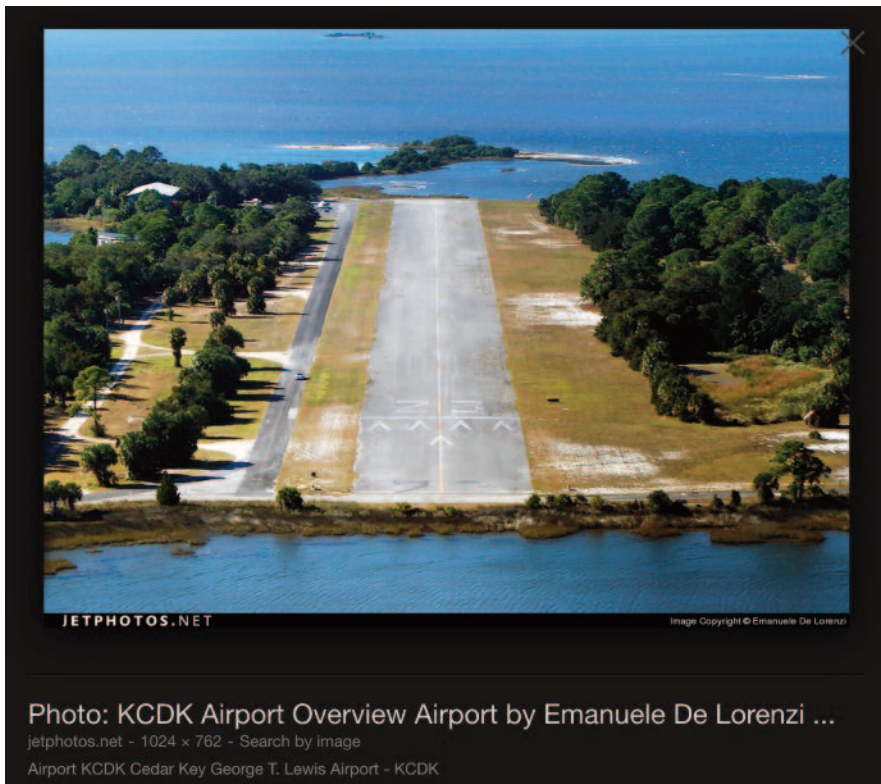 23
JETPHOTOS.NET
Image Copyright © Emanuele De Lorenzi
Photo: KCDK Airport Overview Airport by Emanuele De Lorenzi ...
jetphotos.net - 1024 × 762 - Search by image
Airport KCDK Cedar Key George T. Lewis Airport - KCDK